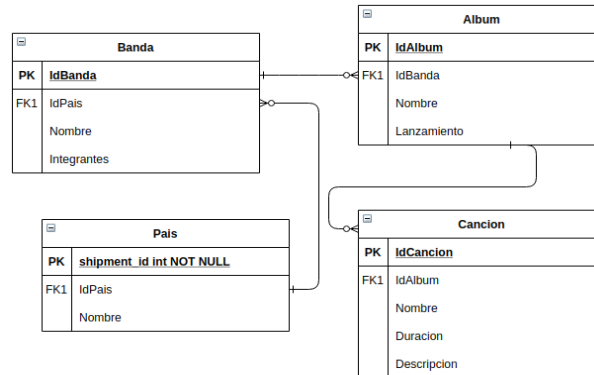 Banda
PK IdBanda
FK1 IdPais
Nombre
Integrantes
Album
PK IdAlbum
FK1 IdBanda
Nombre
Lanzamiento
Pais
PK shipment_id int NOT NULL
FK1 IdPais
Nombre
Cancion
PK IdCancion
FK1 IdAlbum
Nombre
Duracion
Descripcion